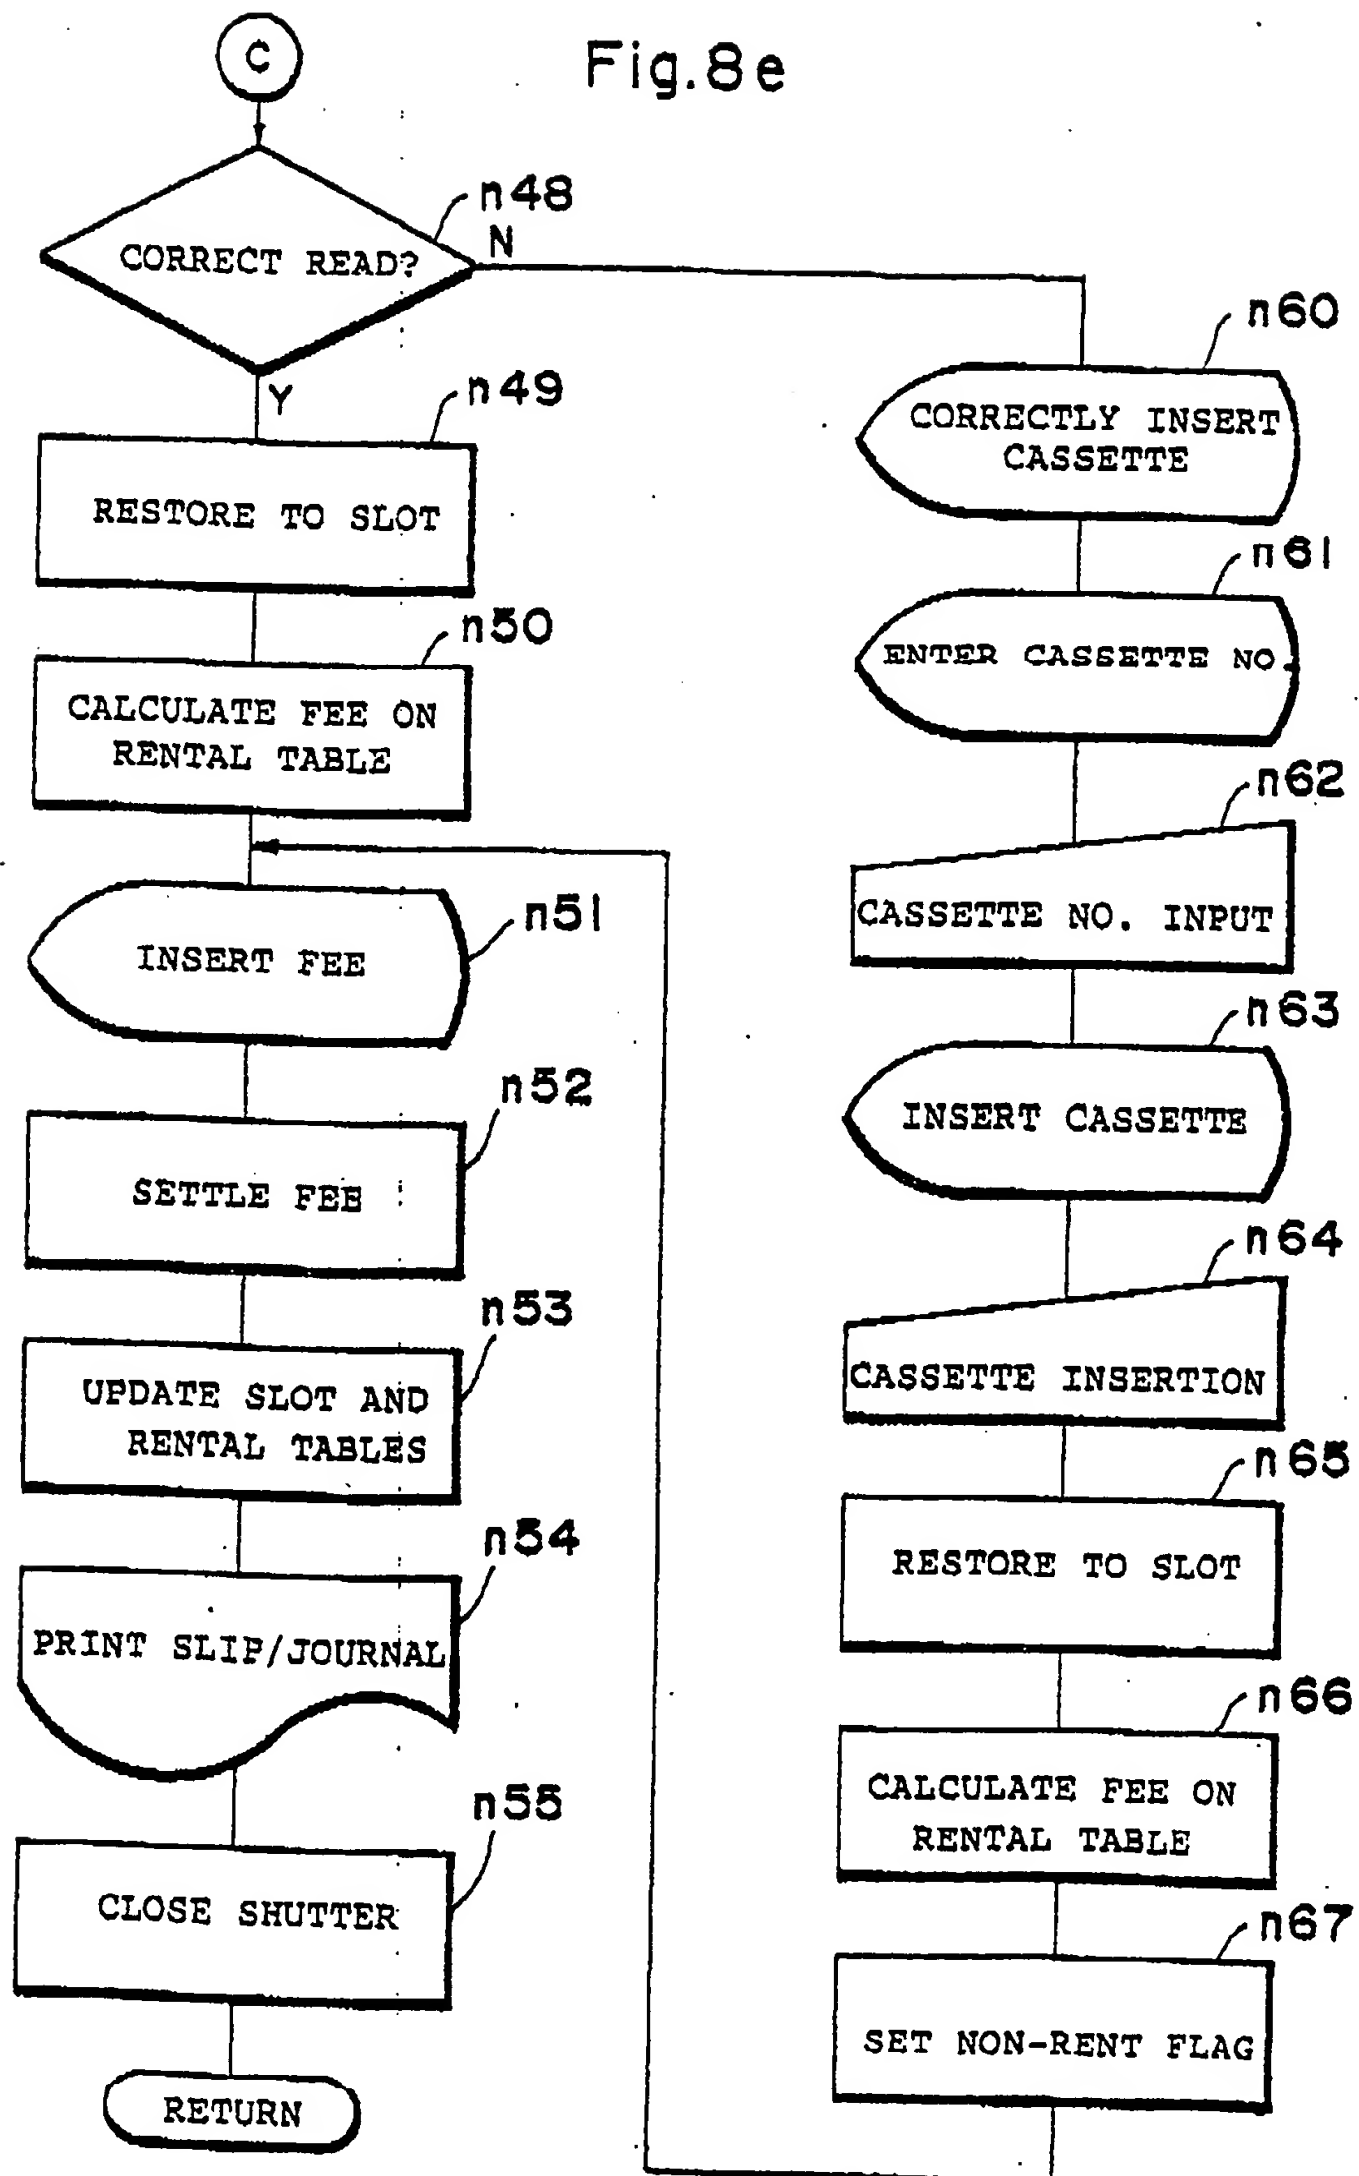 C
Fig.8e
n48
CORRECT READ?
N
Y
n49
RESTORE TO SLOT
n50
CALCULATE FEE ON
RENTAL TABLE
n51
INSERT FEE
n52
SETTLE FEE
n53
UPDATE SLOT AND
RENTAL TABLES
n54
PRINT SLIP/JOURNAL
n55
CLOSE SHUTTER
RETURN
n60
CORRECTLY INSERT
CASSETTE
n61
ENTER CASSETTE NO.
n62
CASSETTE NO. INPUT
n63
INSERT CASSETTE
n64
CASSETTE INSERTION
n65
RESTORE TO SLOT
n66
CALCULATE FEE ON
RENTAL TABLE
n67
SET NON-RENT FLAG